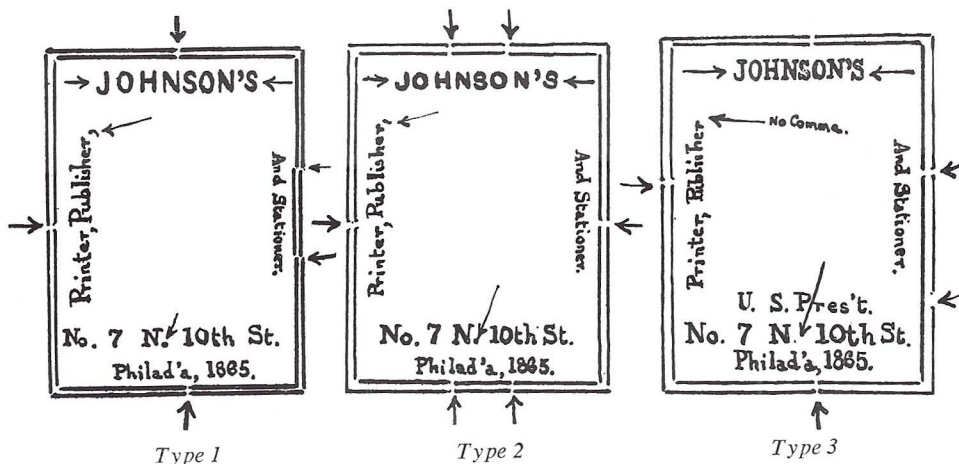 JOHNSON'S
Printer, Publisher,
And Stationer.
No. 7 N. 10th St.
Philad'a, 1865.
Type 1
JOHNSON'S
Printer, Publisher,
And Stationer.
No. 7 N. 10th St.
Philad'a, 1865.
Type 2
JOHNSON'S
No Comma.
Printer, Publiher
And Stationer.
U. S. Pres't.
No. 7 N. 10th St.
Philad'a, 1865.
Type 3